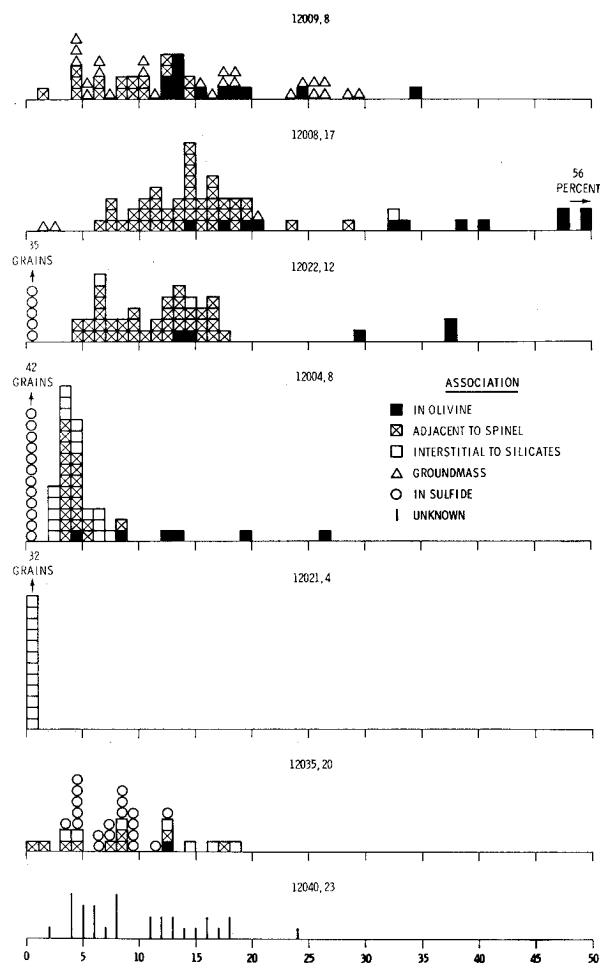 12009, 8
12008, 17
56
PERCENT
35
GRAINS
12022, 12
42
GRAINS
12004, 8
ASSOCIATION
IN OLIVINE
ADJACENT TO SPINEL
INTERSTITIAL TO SILICATES
GROUNDMASS
IN SULFIDE
UNKNOWN
32
GRAINS
12021, 4
12035, 20
12040, 23
0 5 10 15 20 25 30 35 40 45 50